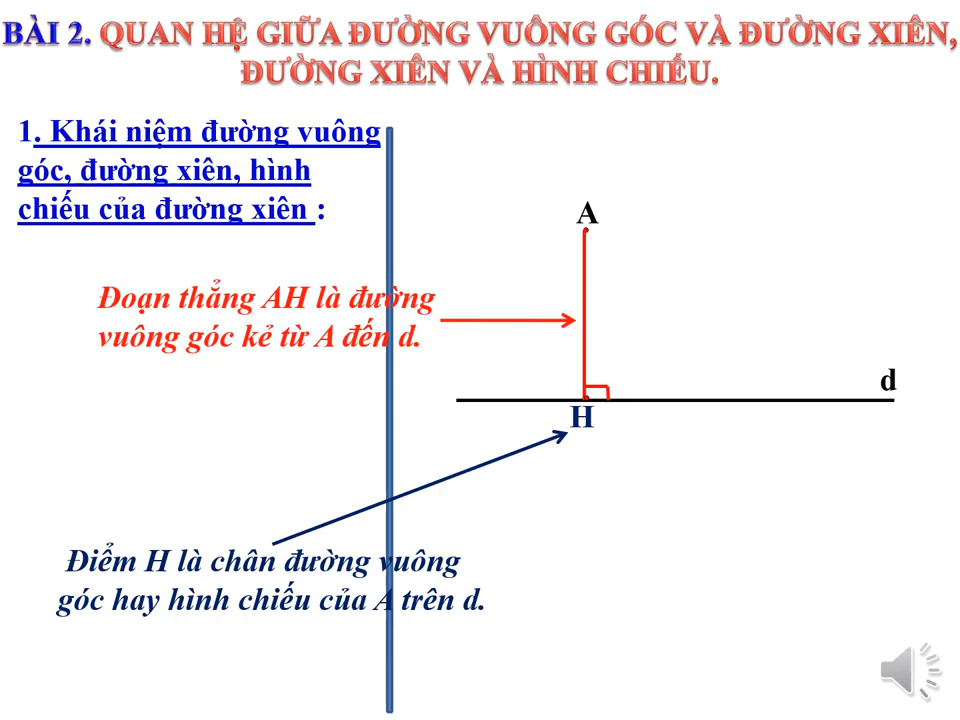 BÀI 2. QUAN HỆ GIỮA ĐƯỜNG VUÔNG GÓC VÀ ĐƯỜNG XIÊN,
ĐƯỜNG XIÊN VÀ HÌNH CHIẾU.
1. Khái niệm đường vuông
góc, đường xiên, hình
chiếu của đường xiên :
A
Đoạn thẳng AH là đường
vuông góc kẻ từ A đến d.
d
H
Điểm H là chân đường vuông
góc hay hình chiếu của A trên d.